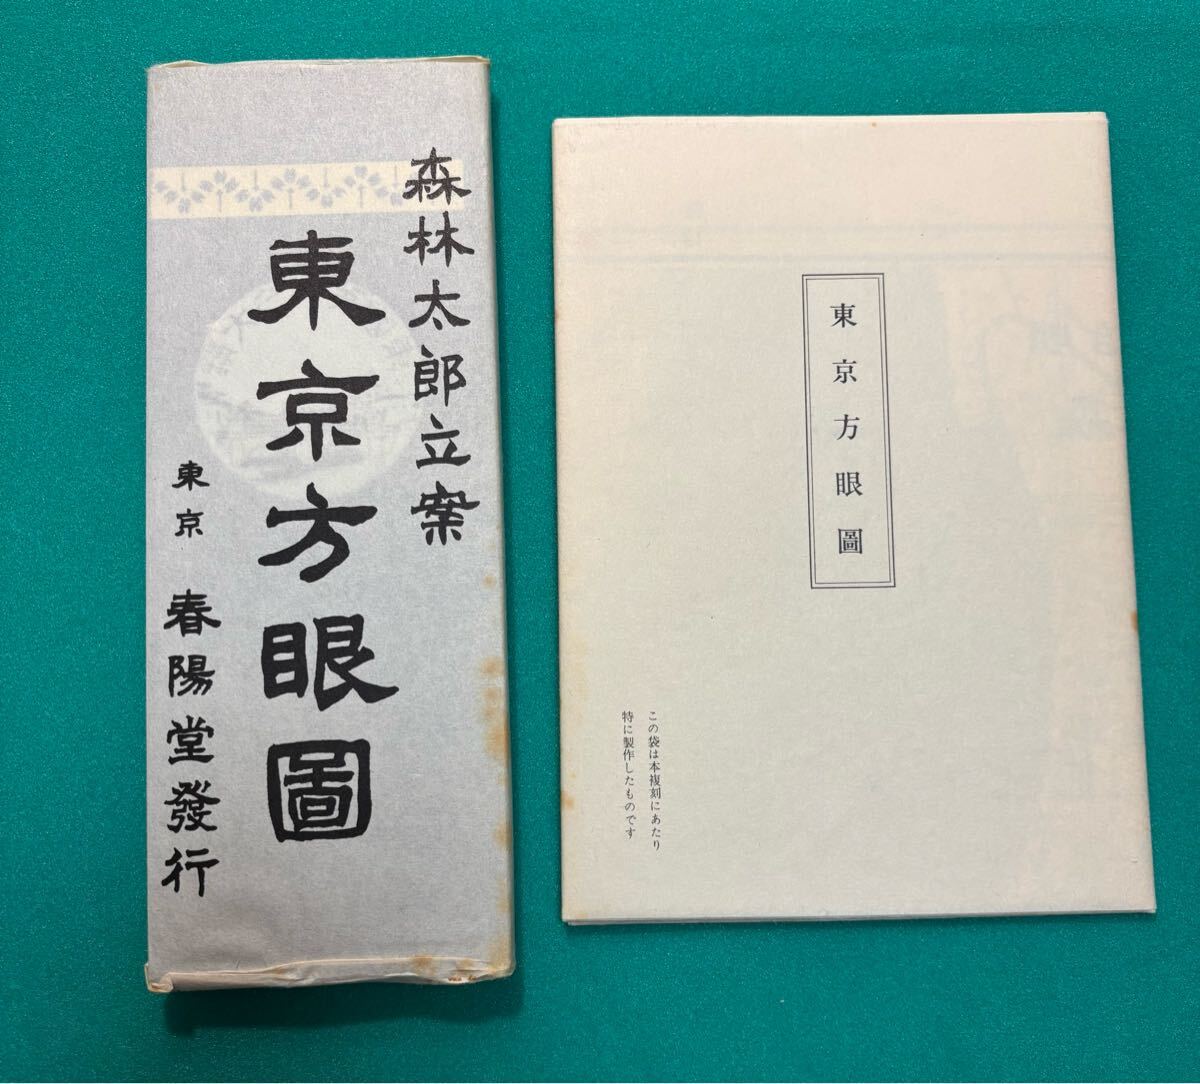 森林太郎立案
東京方眼圖
東京 春陽堂發行
東京方眼圖
この袋は本複刻にあたり
特に製作したものです